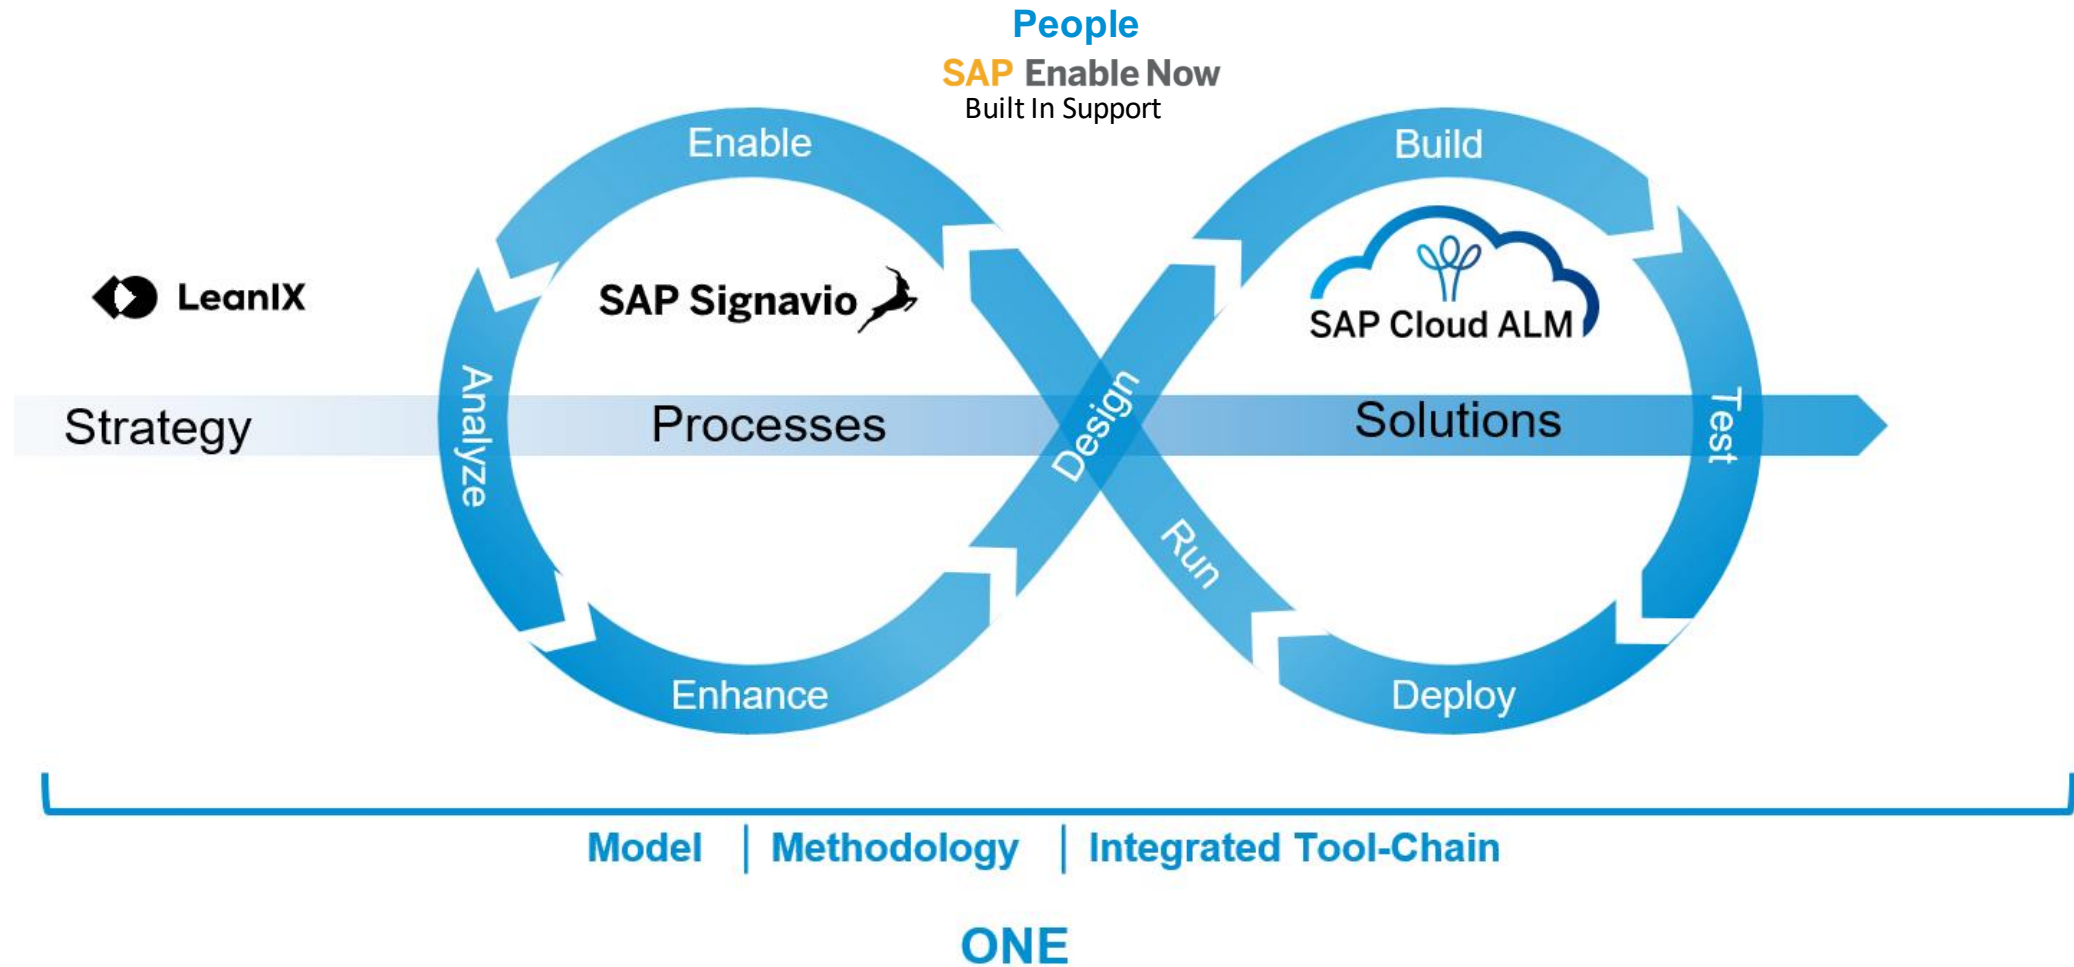 People
SAP Enable Now
Built In Support
Enable
Build
LeanIX
SAP Signavio
SAP Cloud ALM
Strategy
Analyze
Processes
Design
Solutions
Test
Run
Enhance
Deploy
Model | Methodology | Integrated Tool-Chain
ONE